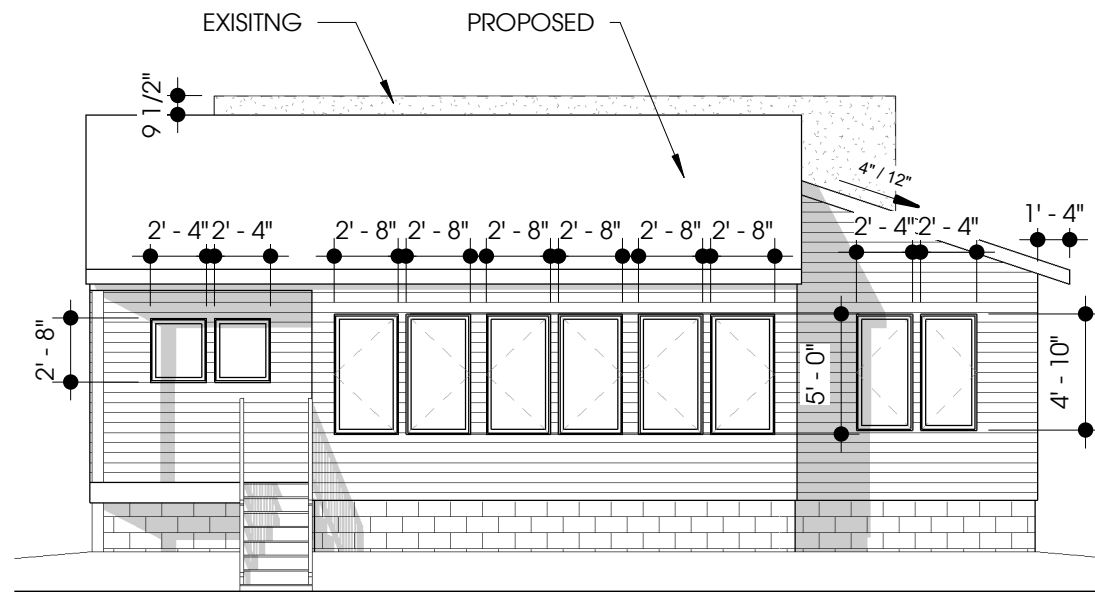 EXISITNG
PROPOSED
9 1/2"
4" / 12"
2' - 4"
2' - 4"
2' - 8"
2' - 8"
2' - 8"
2' - 8"
2' - 8"
2' - 8"
2' - 4"
2' - 4"
1' - 4"
2' - 8"
5' - 0"
4' - 10"